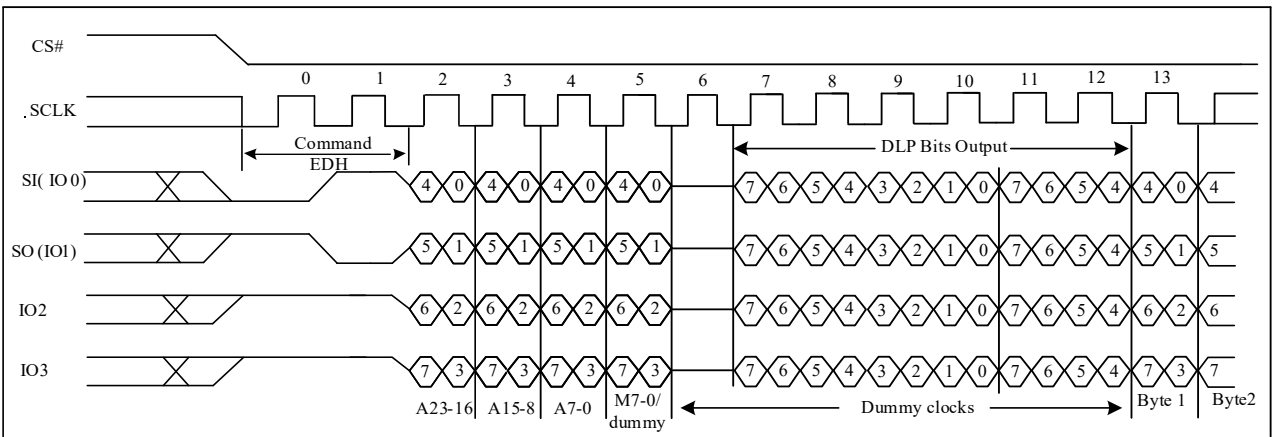 CS#
0 1 2 3 4 5 6 7 8 9 10 11 12 13
.SCLK
Command
EDH
DLP Bits Output
SI( IO0)
4 0 4 0 4 0 4 0 7 6 5 4 3 2 1 0 7 6 5 4 4 0 4
SO(IO1)
5 1 5 1 5 1 5 1 7 6 5 4 3 2 1 0 7 6 5 4 5 1 5
IO2
6 2 6 2 6 2 6 2 7 6 5 4 3 2 1 0 7 6 5 4 6 2 6
IO3
7 3 7 3 7 3 7 3 7 6 5 4 3 2 1 0 7 6 5 4 7 3 7
A23-16 A15-8 A7-0 M7-0/
dummy
Dummy clocks
Byte 1 Byte2